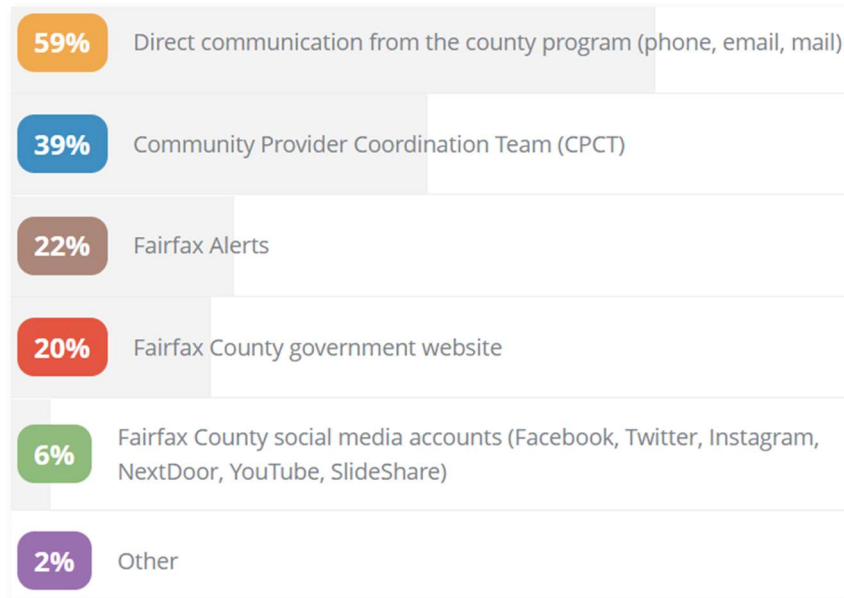 59% Direct communication from the county program (phone, email, mail)
39% Community Provider Coordination Team (CPCT)
22% Fairfax Alerts
20% Fairfax County government website
6% Fairfax County social media accounts (Facebook, Twitter, Instagram,
NextDoor, YouTube, SlideShare)
2% Other